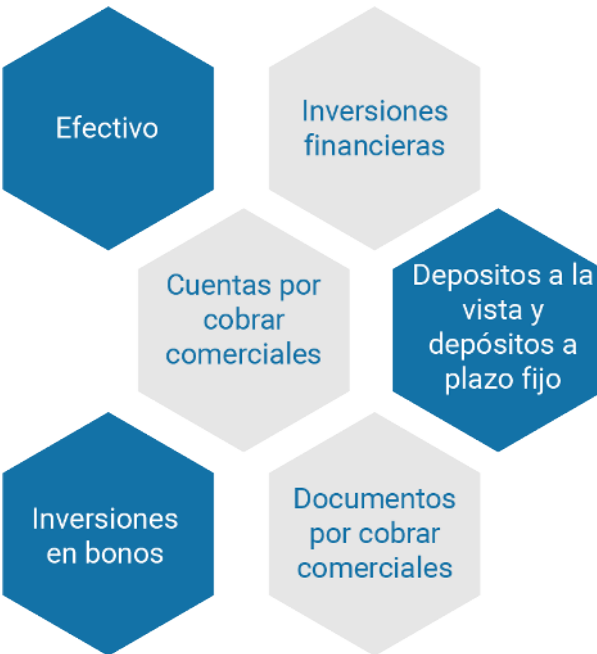 Efectivo
Inversiones
financieras
Cuentas por
cobrar
comerciales
Depositos a la
vista y
depósitos a
plazo fijo
Inversiones
en bonos
Documentos
por cobrar
comerciales